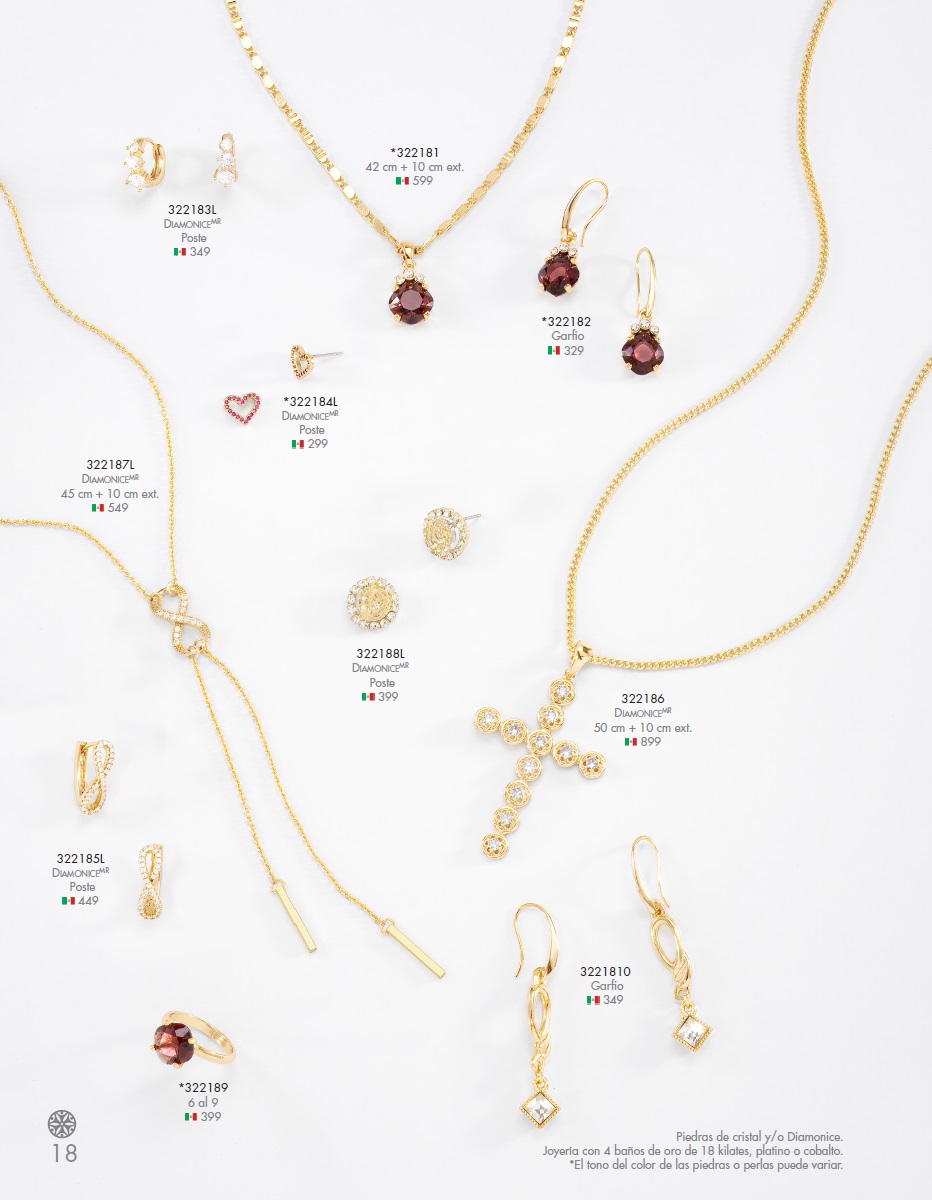 *322181
42 cm + 10 cm ext.
599
322183L
DIAMONICEᴹᴿ
Poste
349
*322182
Garfio
329
*322184L
DIAMONICEᴹᴿ
Poste
299
322187L
DIAMONICEᴹᴿ
45 cm + 10 cm ext.
549
322188L
DIAMONICEᴹᴿ
Poste
399
322186
DIAMONICEᴹᴿ
50 cm + 10 cm ext.
899
322185L
DIAMONICEᴹᴿ
Poste
449
3221810
Garfio
349
*322189
6 al 9
399
18
Piedras de cristal y/o Diamonice.
Joyería con 4 baños de oro de 18 kilates, platino o cobalto.
*El tono del color de las piedras o perlas puede variar.